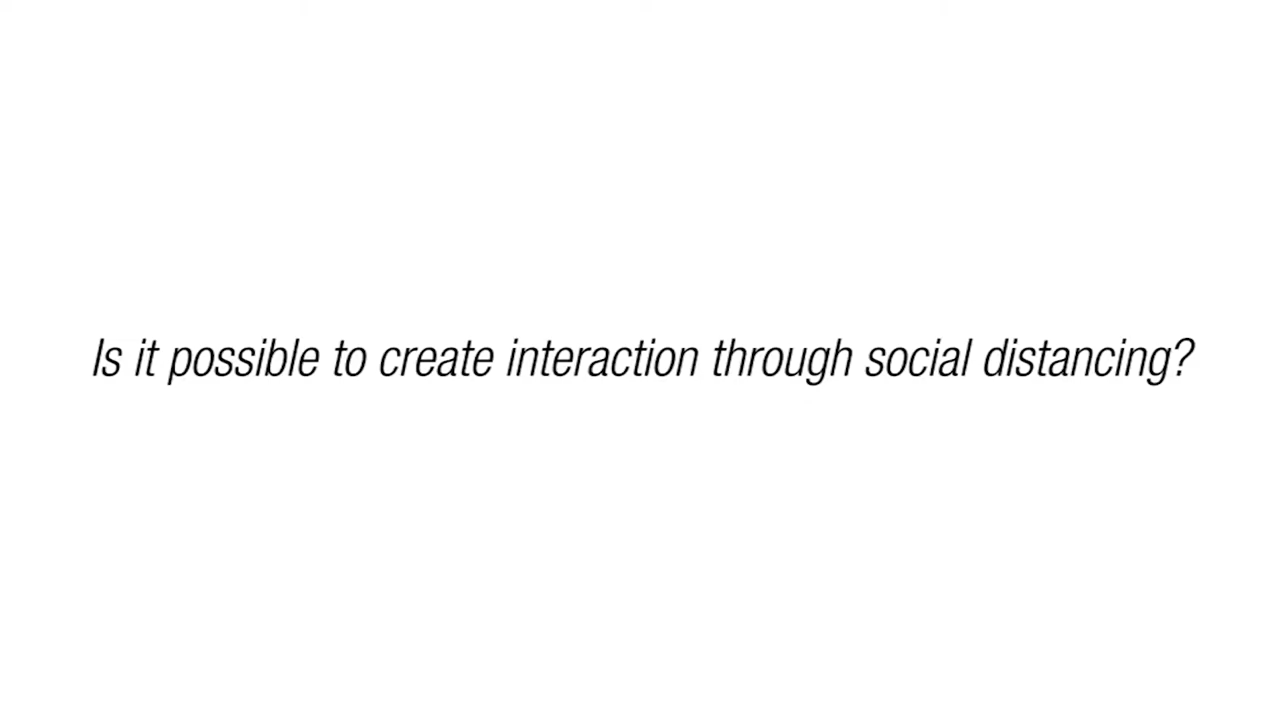 Is it possible to create interaction through social distancing?